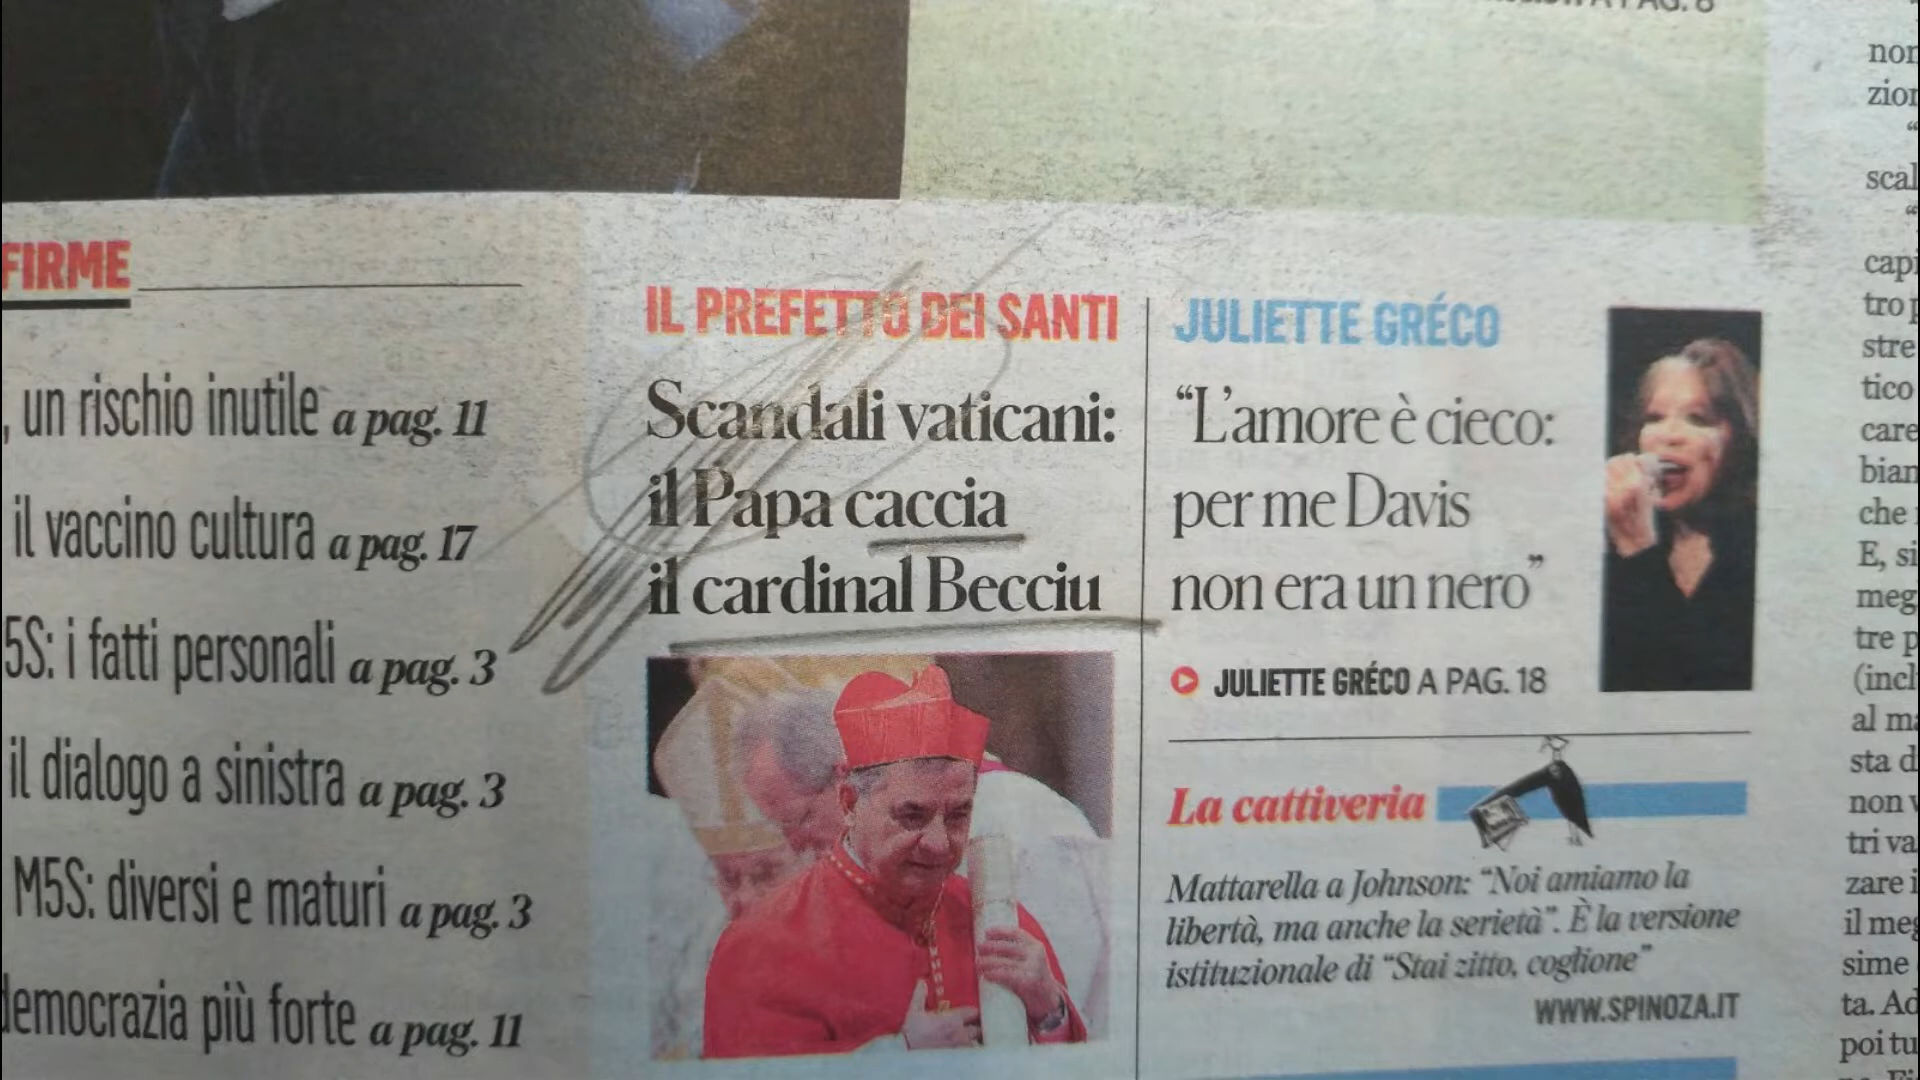 A PAG. 8
FIRME
, un rischio inutile a pag. 11
il vaccino cultura a pag. 17
5S: i fatti personali a pag. 3
il dialogo a sinistra a pag. 3
M5S: diversi e maturi a pag. 3
democrazia più forte a pag. 11
IL PREFETTO DEI SANTI
Scandali vaticani:
il Papa caccia
il cardinal Becciu
JULIETTE GRÉCO
“L’amore è cieco:
per me Davis
non era un nero”
JULIETTE GRÉCO A PAG. 18
La cattiveria
Mattarella a Johnson: “Noi amiamo la
libertà, ma anche la serietà”. È la versione
istituzionale di “Stai zitto, coglione”
WWW.SPINOZA.IT
non
zion
“
scal
“
capi
tro p
stre
tico
care
bian
che
E, si
meg
tre p
(incl
al ma
sta d
non v
tri va
zare i
il meg
sime
ta. Ad
poi tu